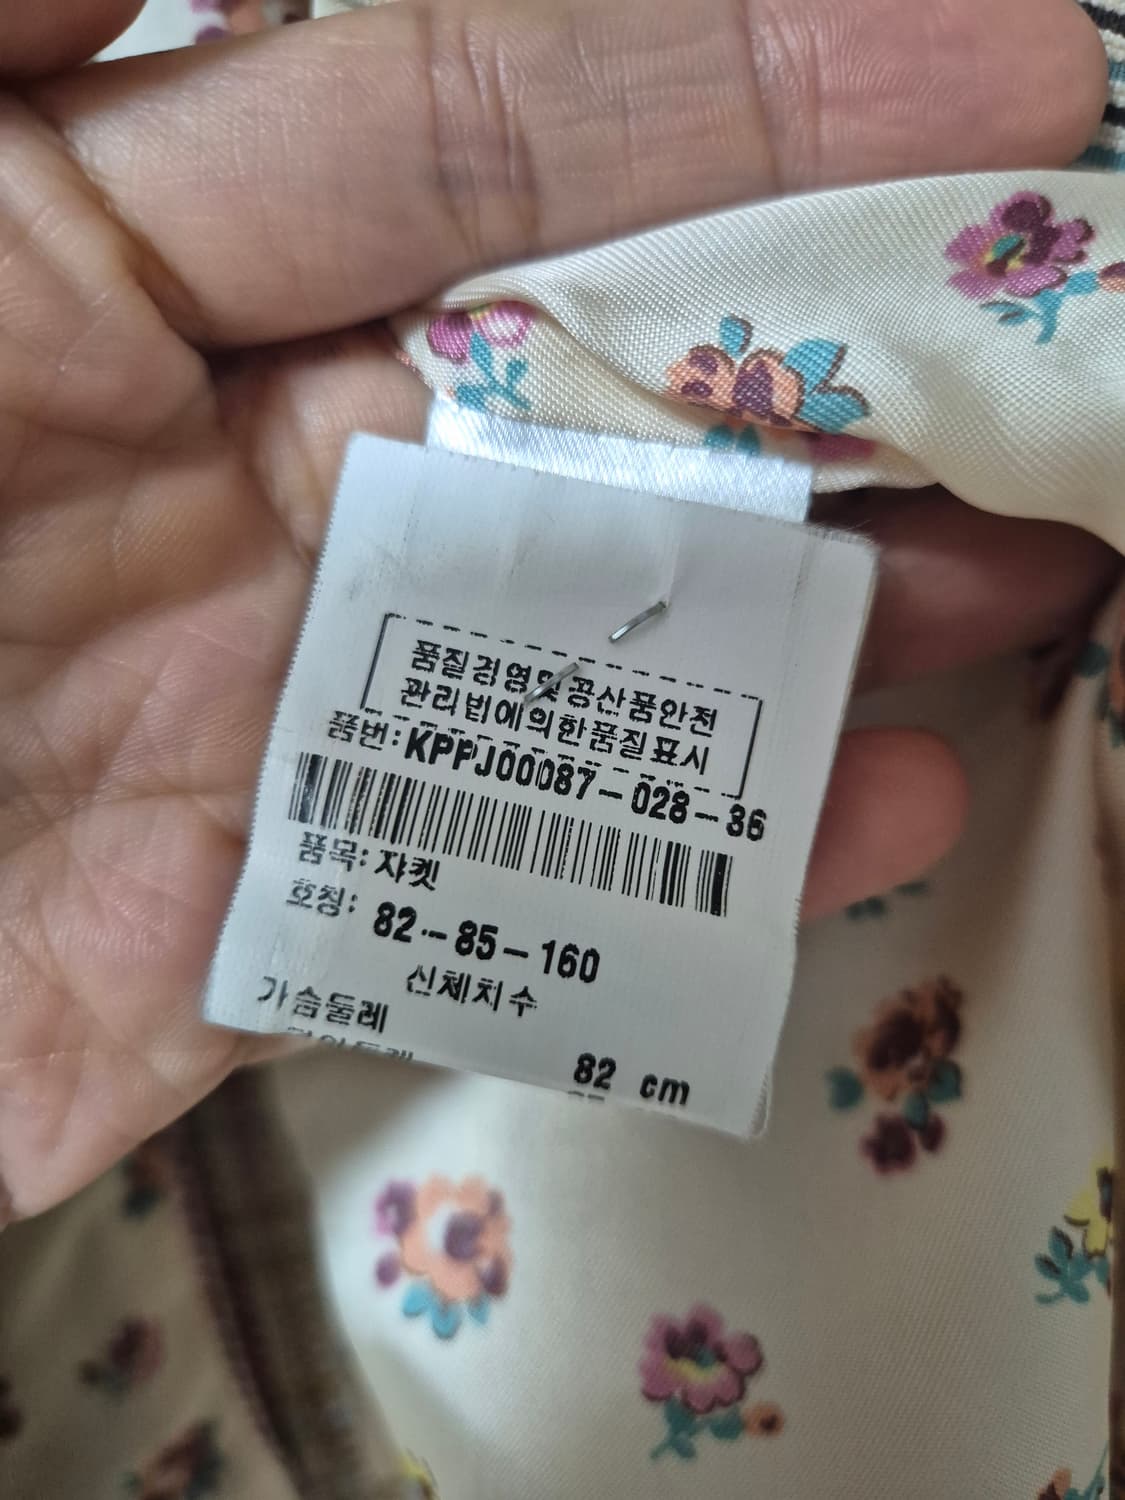 품질경영및공산품안전
관리법에의한품질표시
품번:KPPJ00087-028-36
품목:쟈켓
호칭: 82-85-160
신체치수
가슴둘레 82 cm